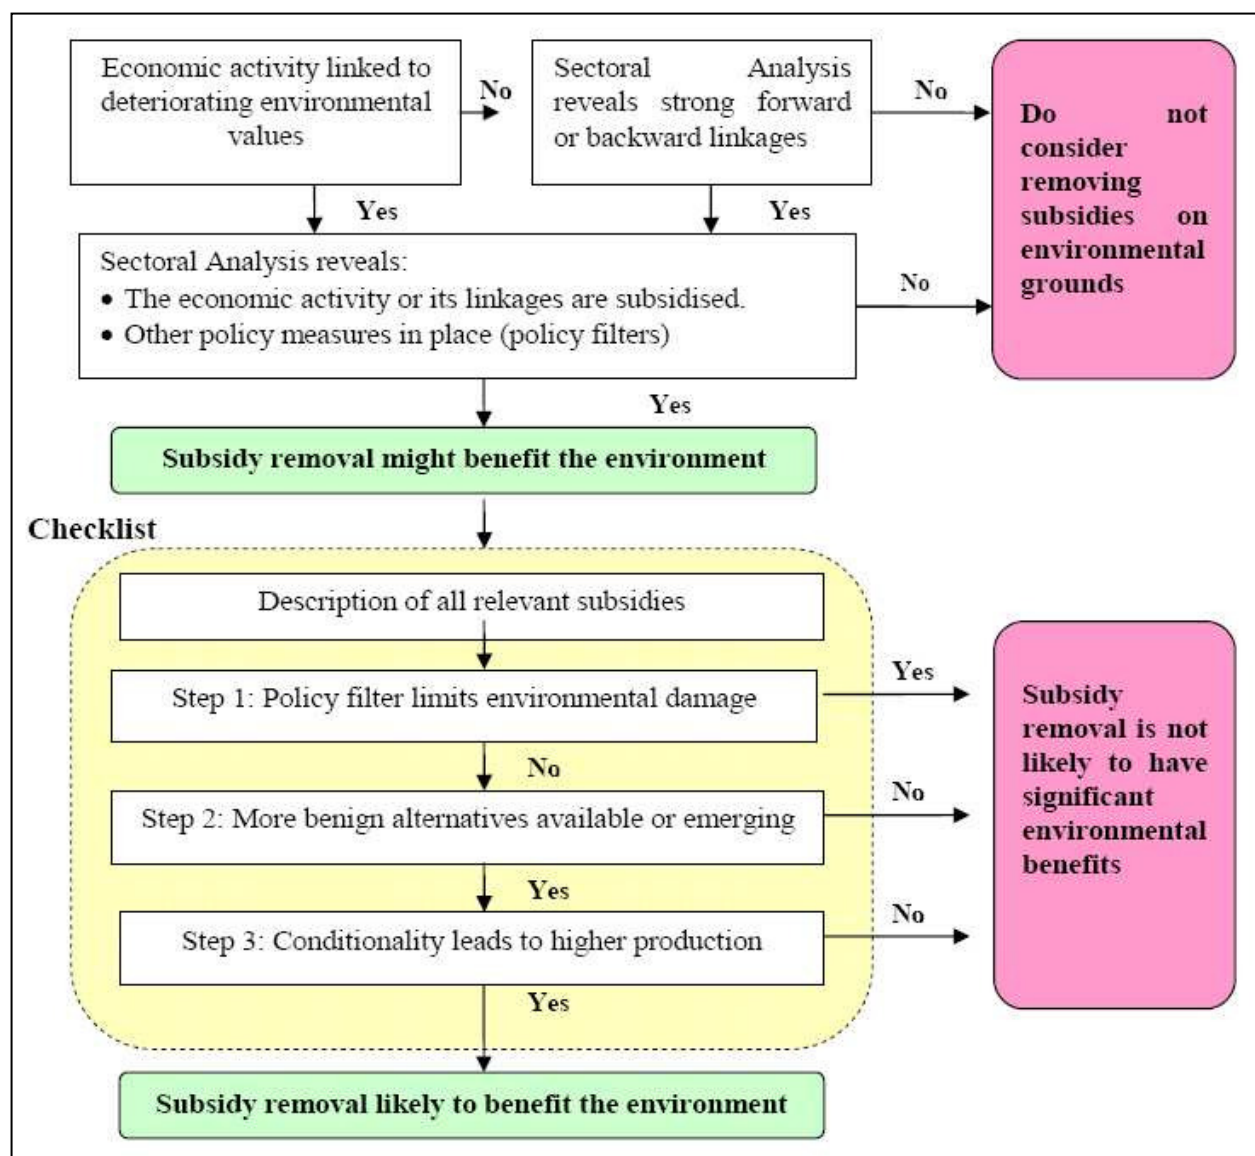 Economic activity linked to
deteriorating environmental
values
No
Sectoral Analysis
reveals strong forward
or backward linkages
No
Do not
consider
removing
subsidies on
environmental
grounds
Yes
Yes
Sectoral Analysis reveals:
• The economic activity or its linkages are subsidised.
• Other policy measures in place (policy filters)
No
Yes
Subsidy removal might benefit the environment
Checklist
Description of all relevant subsidies
Step 1: Policy filter limits environmental damage
Yes
No
Step 2: More benign alternatives available or emerging
No
Yes
Step 3: Conditionality leads to higher production
No
Yes
Subsidy
removal is not
likely to have
significant
environmental
benefits
Subsidy removal likely to benefit the environment